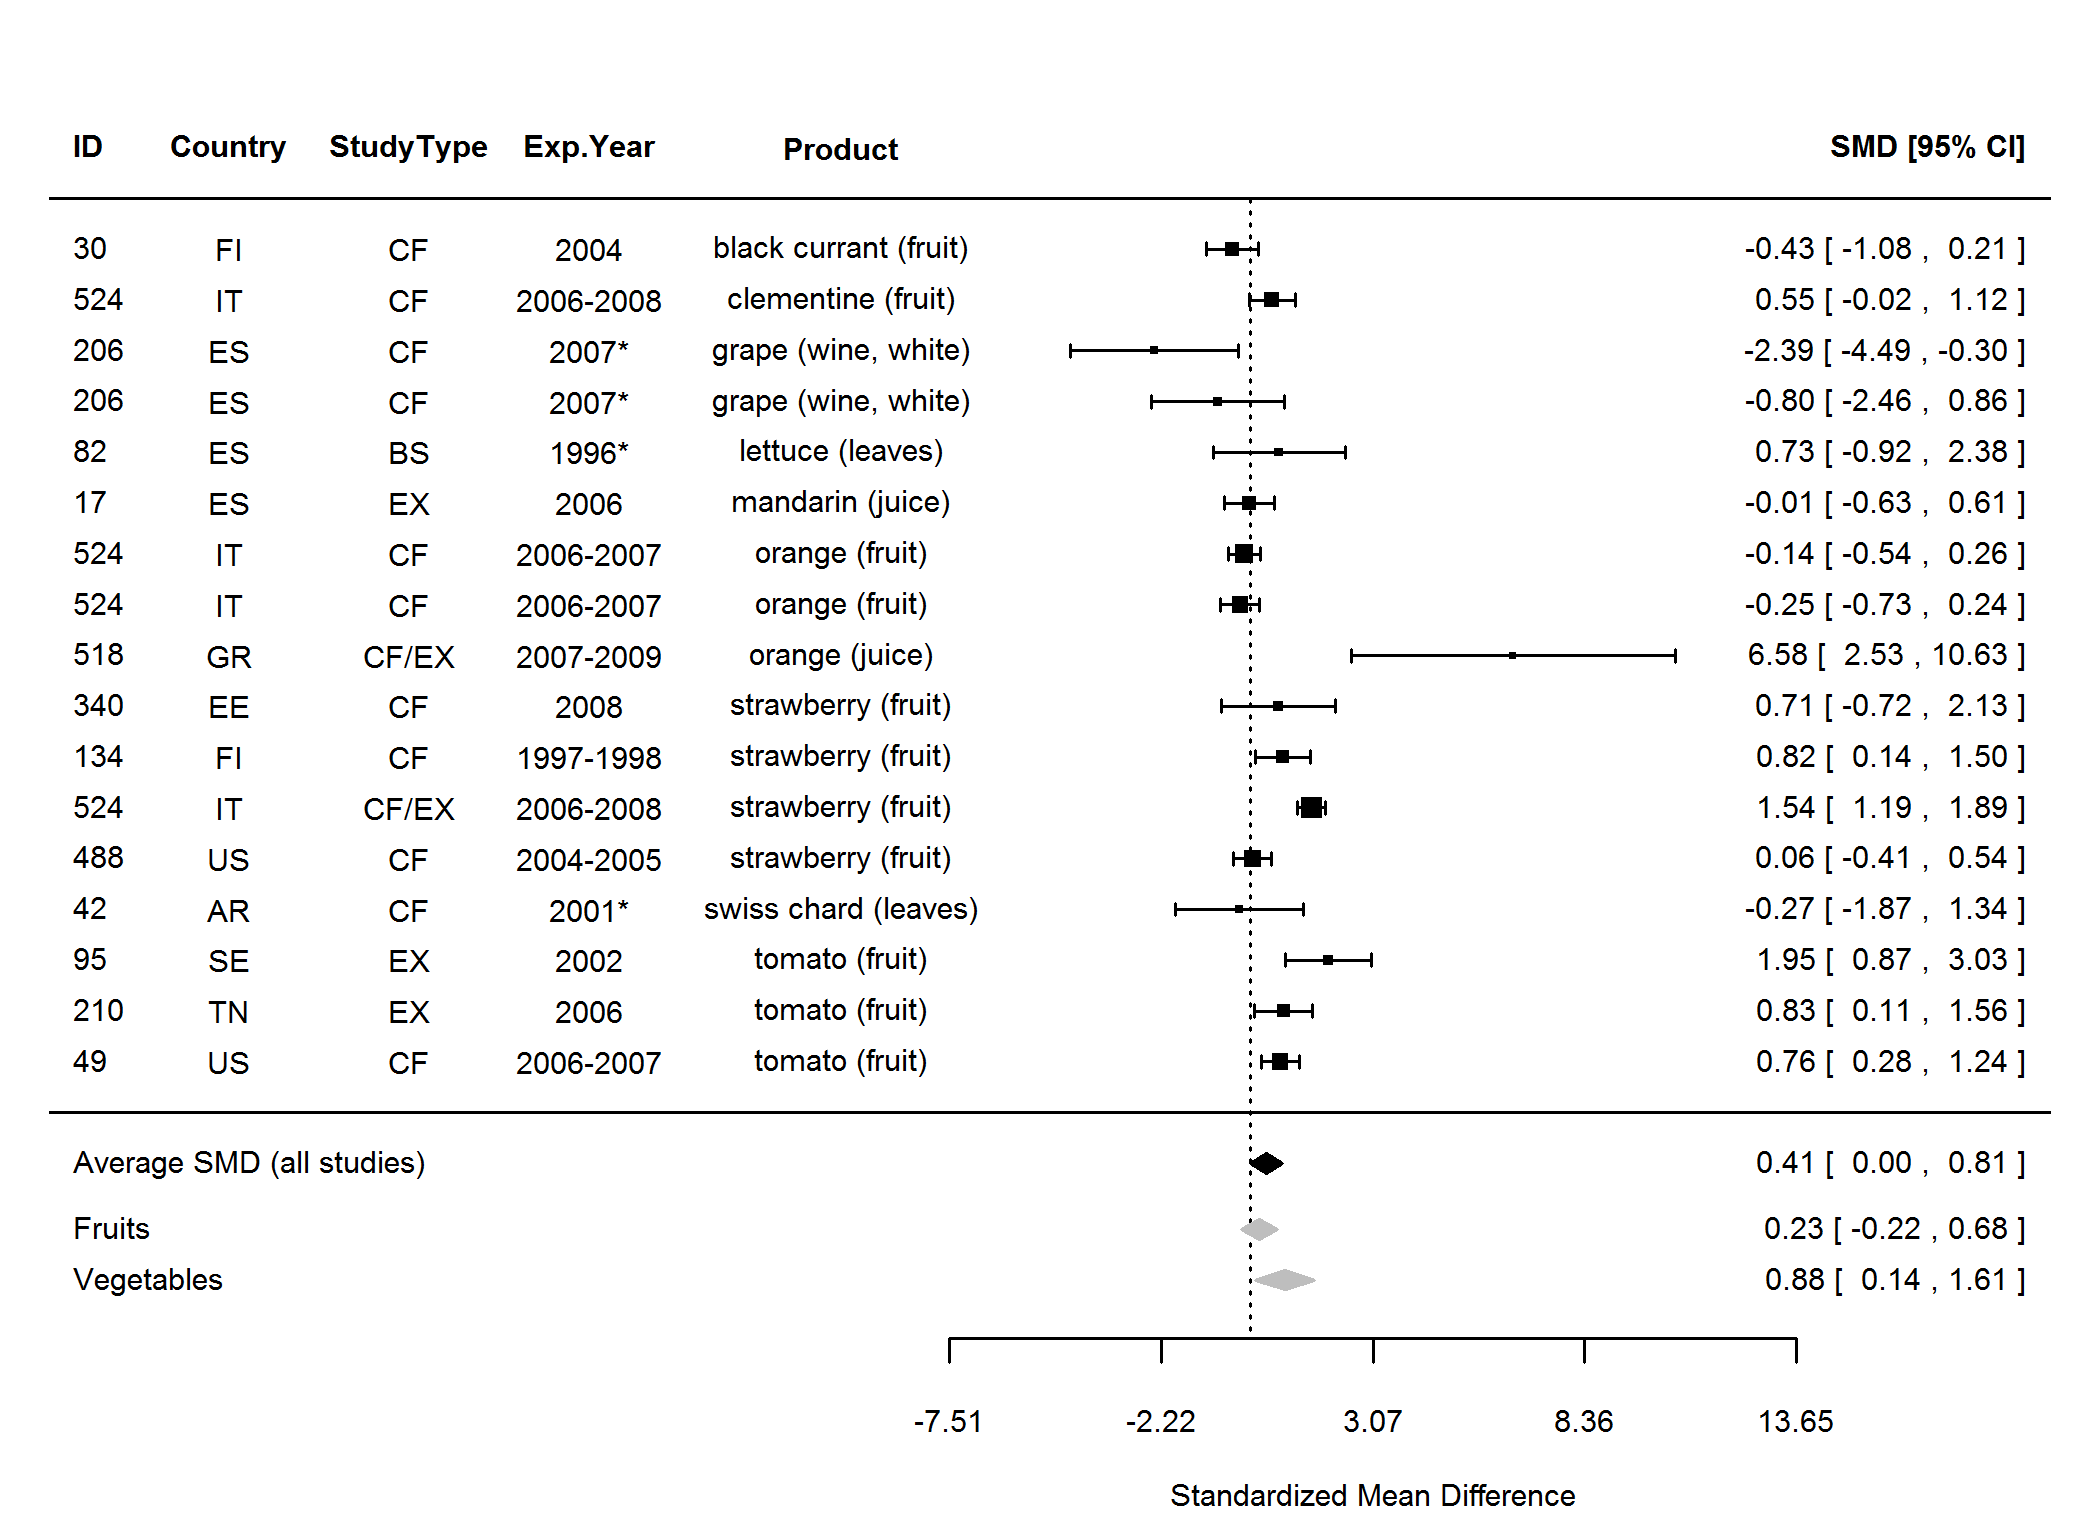 ID Country StudyType Exp.Year Product SMD [95% CI]
30 FI CF 2004 black currant (fruit) -0.43 [ -1.08 , 0.21 ]
524 IT CF 2006-2008 clementine (fruit) 0.55 [ -0.02 , 1.12 ]
206 ES CF 2007* grape (wine, white) -2.39 [ -4.49 , -0.30 ]
206 ES CF 2007* grape (wine, white) -0.80 [ -2.46 , 0.86 ]
82 ES BS 1996* lettuce (leaves) 0.73 [ -0.92 , 2.38 ]
17 ES EX 2006 mandarin (juice) -0.01 [ -0.63 , 0.61 ]
524 IT CF 2006-2007 orange (fruit) -0.14 [ -0.54 , 0.26 ]
524 IT CF 2006-2007 orange (fruit) -0.25 [ -0.73 , 0.24 ]
518 GR CF/EX 2007-2009 orange (juice) 6.58 [ 2.53 , 10.63 ]
340 EE CF 2008 strawberry (fruit) 0.71 [ -0.72 , 2.13 ]
134 FI CF 1997-1998 strawberry (fruit) 0.82 [ 0.14 , 1.50 ]
524 IT CF/EX 2006-2008 strawberry (fruit) 1.54 [ 1.19 , 1.89 ]
488 US CF 2004-2005 strawberry (fruit) 0.06 [ -0.41 , 0.54 ]
42 AR CF 2001* swiss chard (leaves) -0.27 [ -1.87 , 1.34 ]
95 SE EX 2002 tomato (fruit) 1.95 [ 0.87 , 3.03 ]
210 TN EX 2006 tomato (fruit) 0.83 [ 0.11 , 1.56 ]
49 US CF 2006-2007 tomato (fruit) 0.76 [ 0.28 , 1.24 ]
Average SMD (all studies) 0.41 [ 0.00 , 0.81 ]
Fruits 0.23 [ -0.22 , 0.68 ]
Vegetables 0.88 [ 0.14 , 1.61 ]
-7.51 -2.22 3.07 8.36 13.65
Standardized Mean Difference